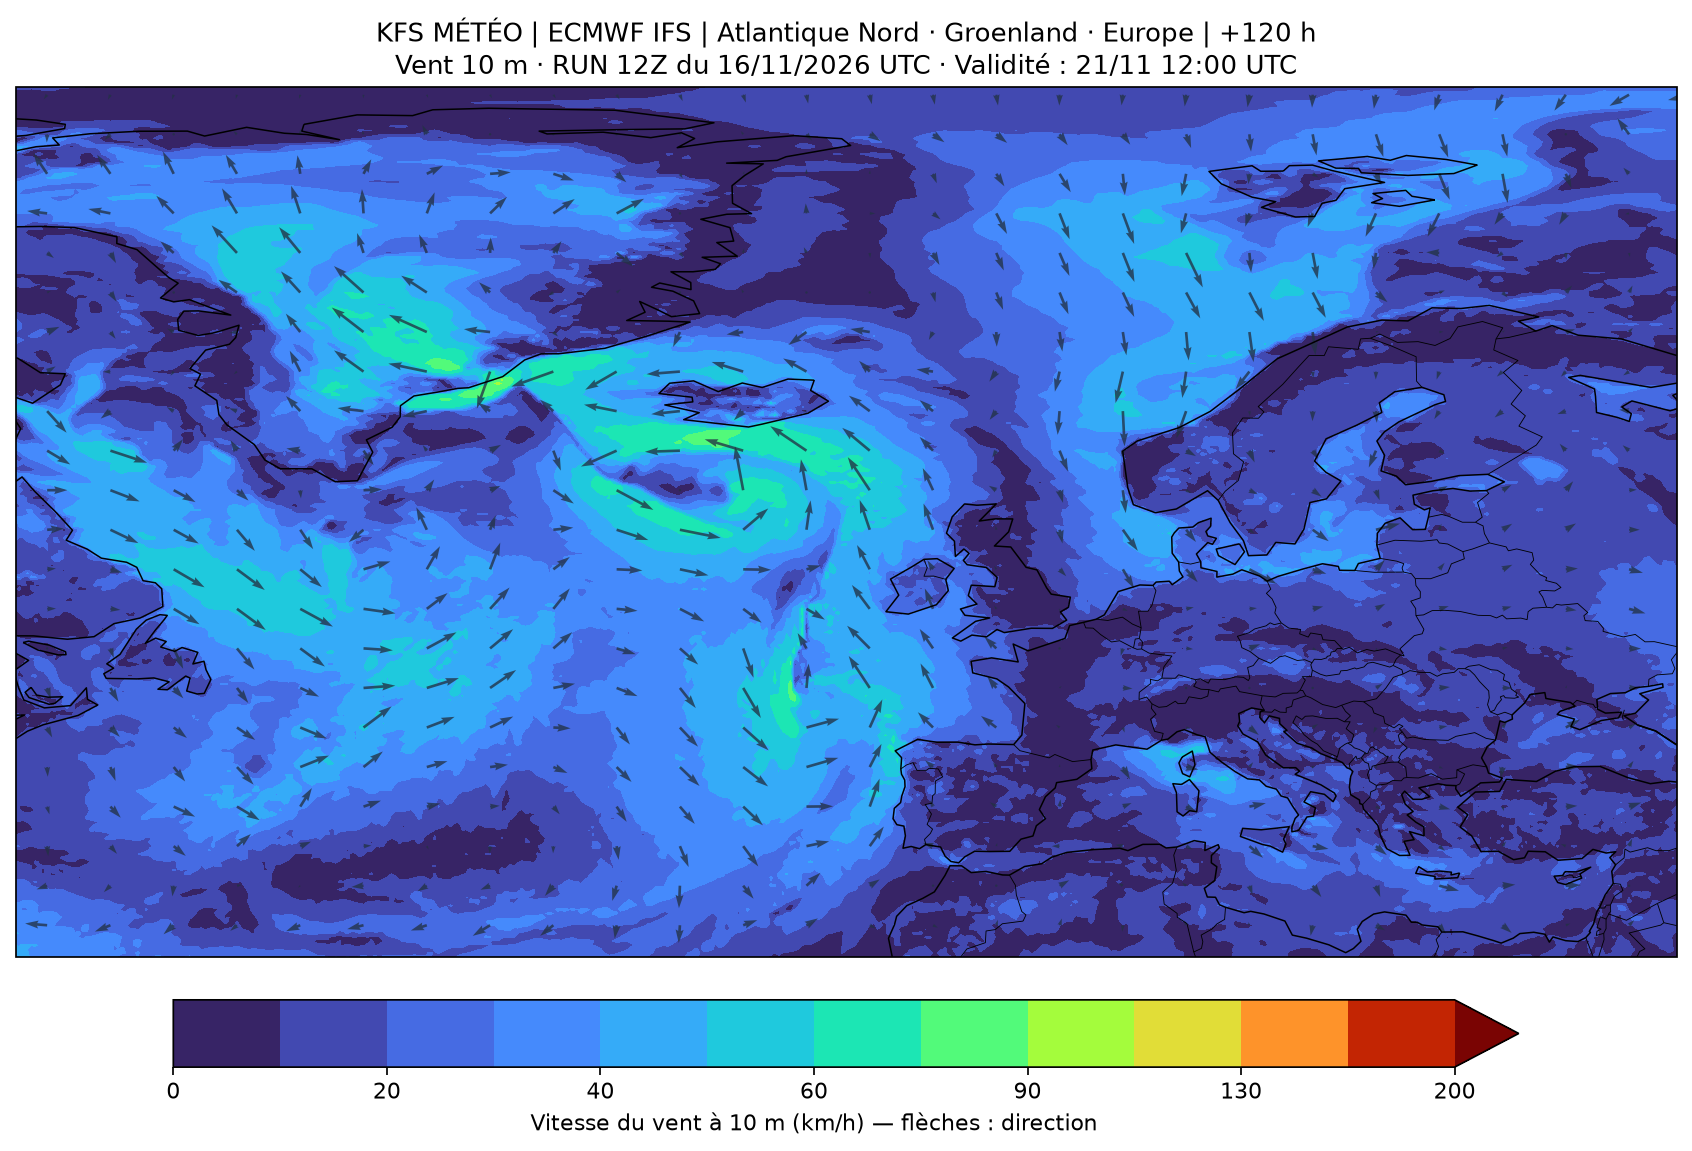 KFS MÉTÉO | ECMWF IFS | Atlantique Nord · Groenland · Europe | +120 h
Vent 10 m · RUN 12Z du 16/11/2026 UTC · Validité : 21/11 12:00 UTC
0 20 40 60 90 130 200
Vitesse du vent à 10 m (km/h) — flèches : direction